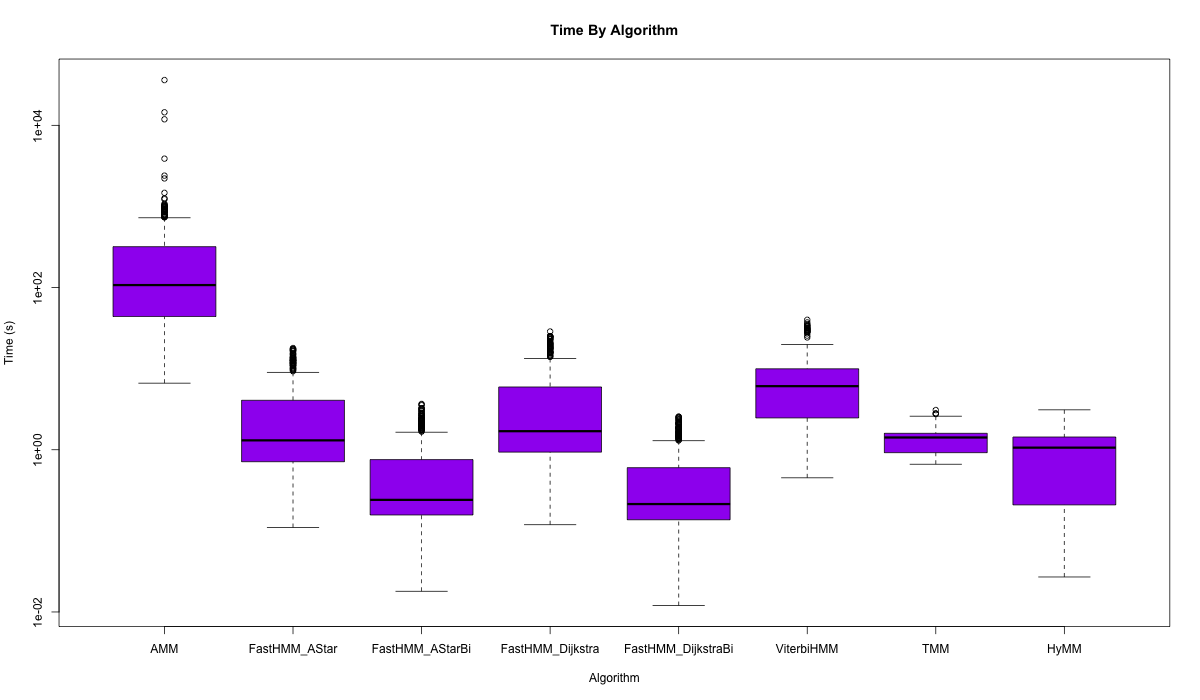 Time By Algorithm
Time (s)
1e+04
1e+02
1e+00
1e-02
AMM FastHMM_AStar FastHMM_AStarBi FastHMM_Dijkstra FastHMM_DijkstraBi ViterbiHMM TMM HyMM
Algorithm